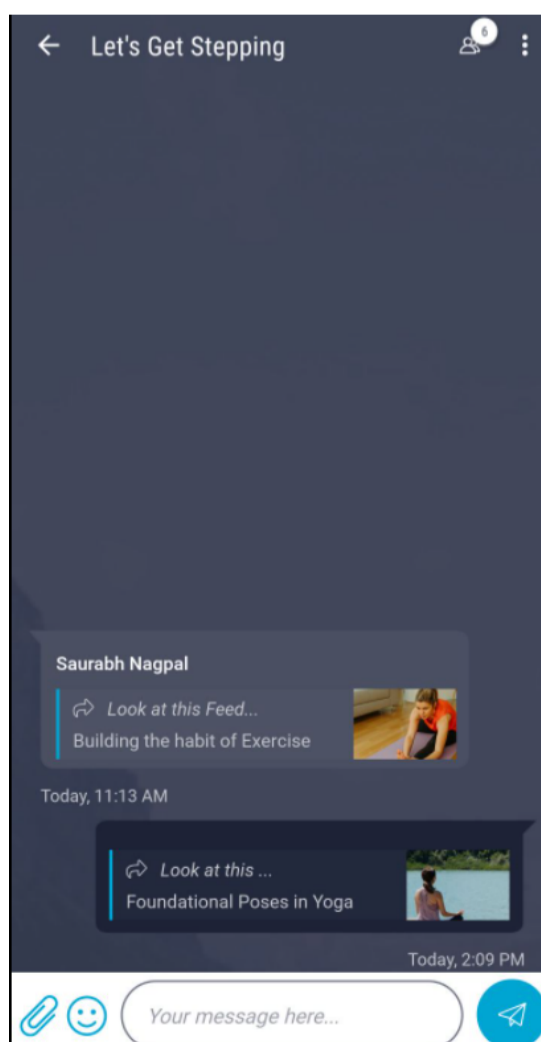 Let's Get Stepping
6
Saurabh Nagpal
Look at this Feed...
Building the habit of Exercise
Today, 11:13 AM
Look at this ...
Foundational Poses in Yoga
Today, 2:09 PM
Your message here...